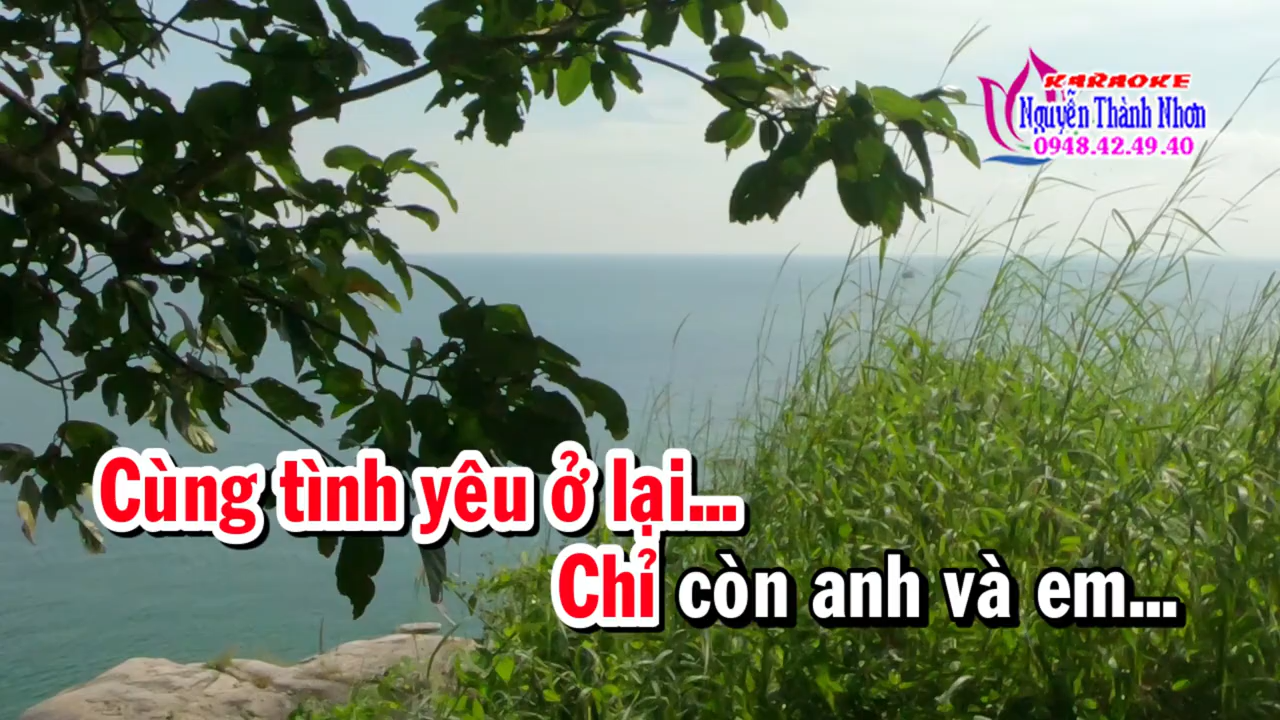 KARAOKE
Nguyễn Thành Nhơn
0948.42.49.40
Cùng tình yêu ở lại...
Chỉ còn anh và em...